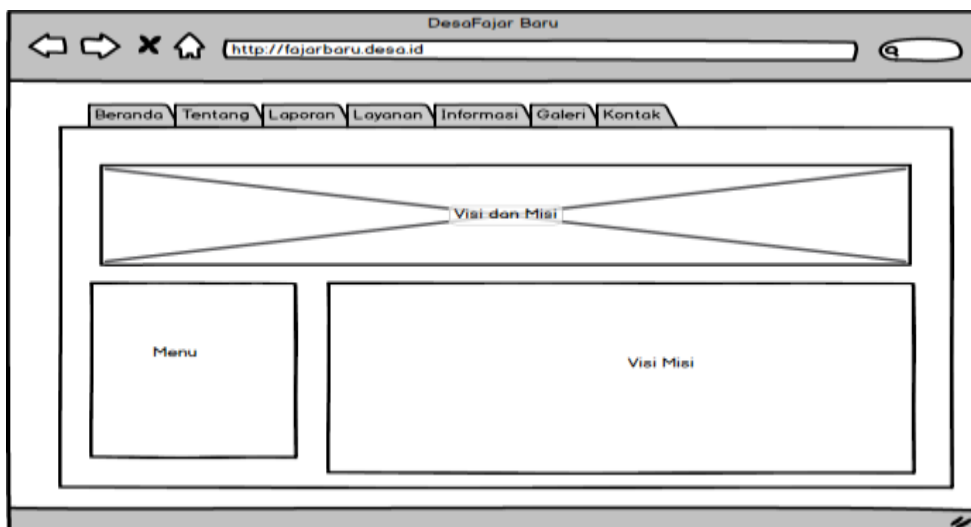 DesaFajar Baru
http://fajarbaru.desa.id
Beranda Tentang Laporan Layanan Informasi Galeri Kontak
Visi dan Misi
Menu
Visi Misi